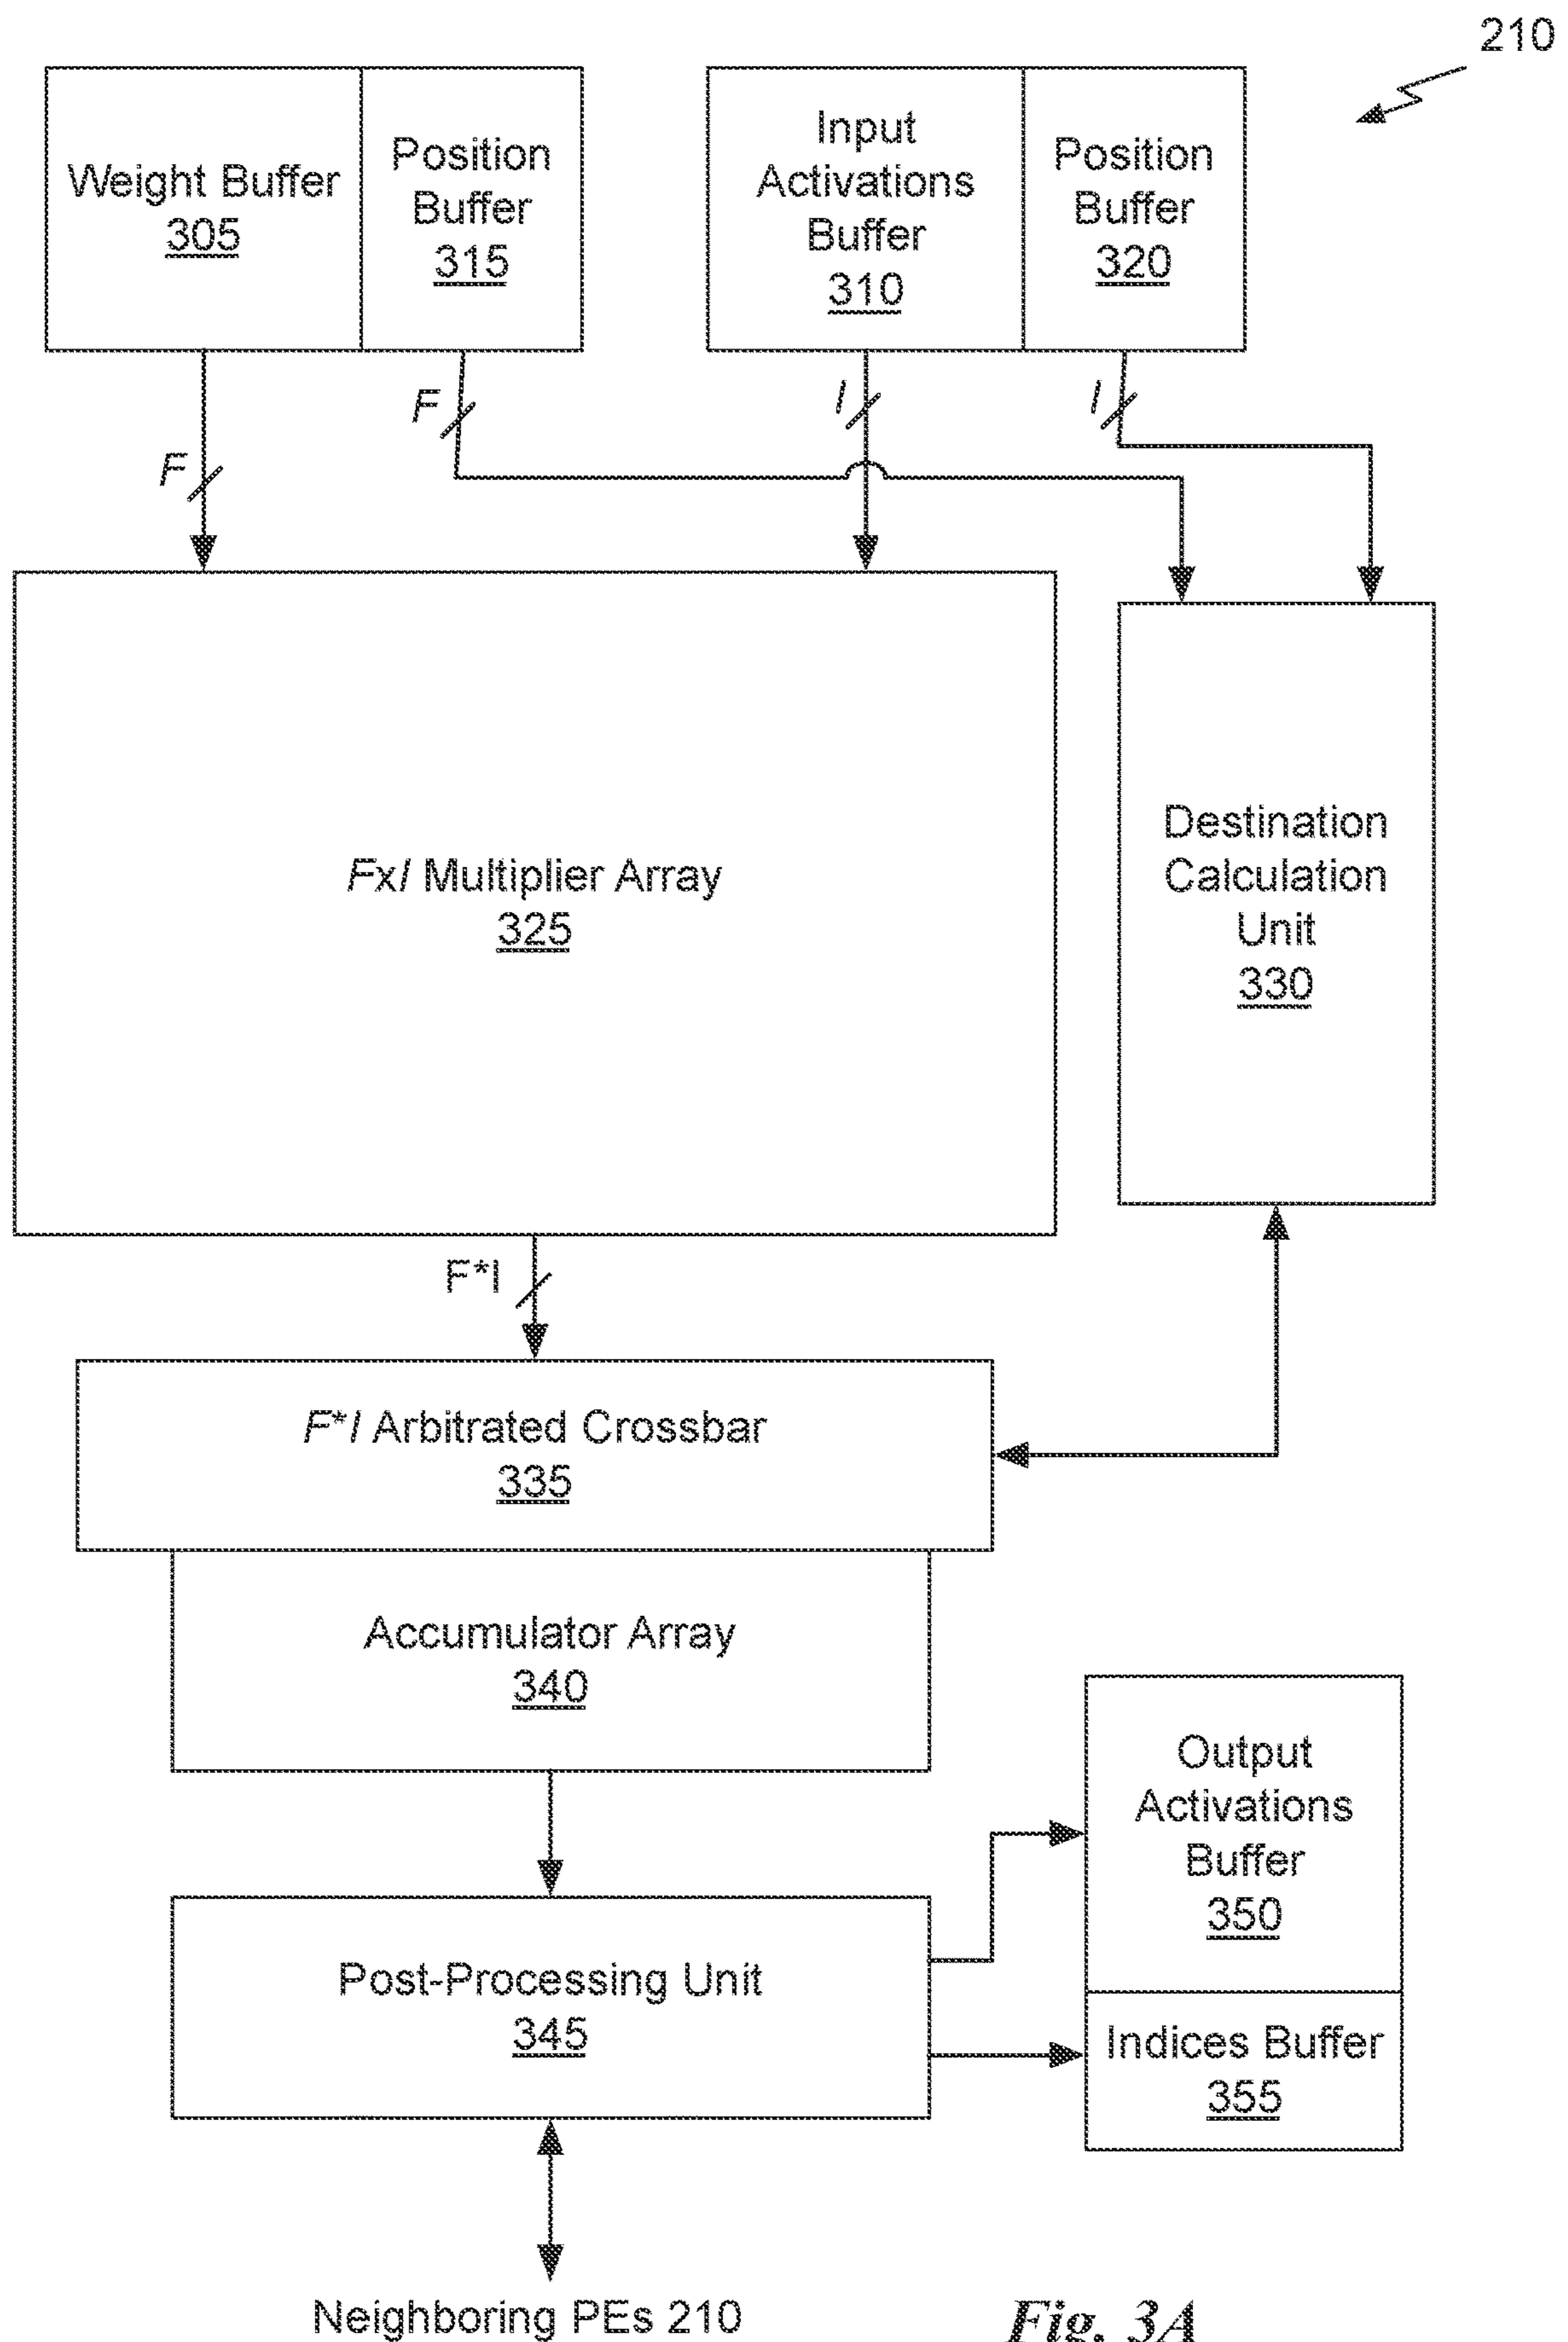 210
Weight Buffer
305
Position
Buffer
315
Input
Activations
Buffer
310
Position
Buffer
320
F
F
I
I
FxI Multiplier Array
325
Destination
Calculation
Unit
330
F*I
F*I Arbitrated Crossbar
335
Accumulator Array
340
Output
Activations
Buffer
350
Post-Processing Unit
345
Indices Buffer
355
Neighboring PEs 210
Fig. 3A